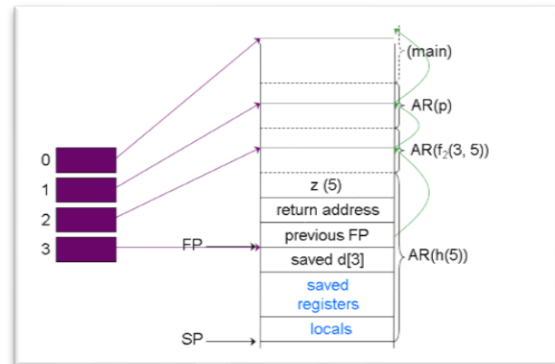 (main)
AR(p)
AR(f₂(3, 5))
0
1
2
3
z (5)
return address
previous FP
FP
saved d[3]
AR(h(5))
saved
registers
locals
SP